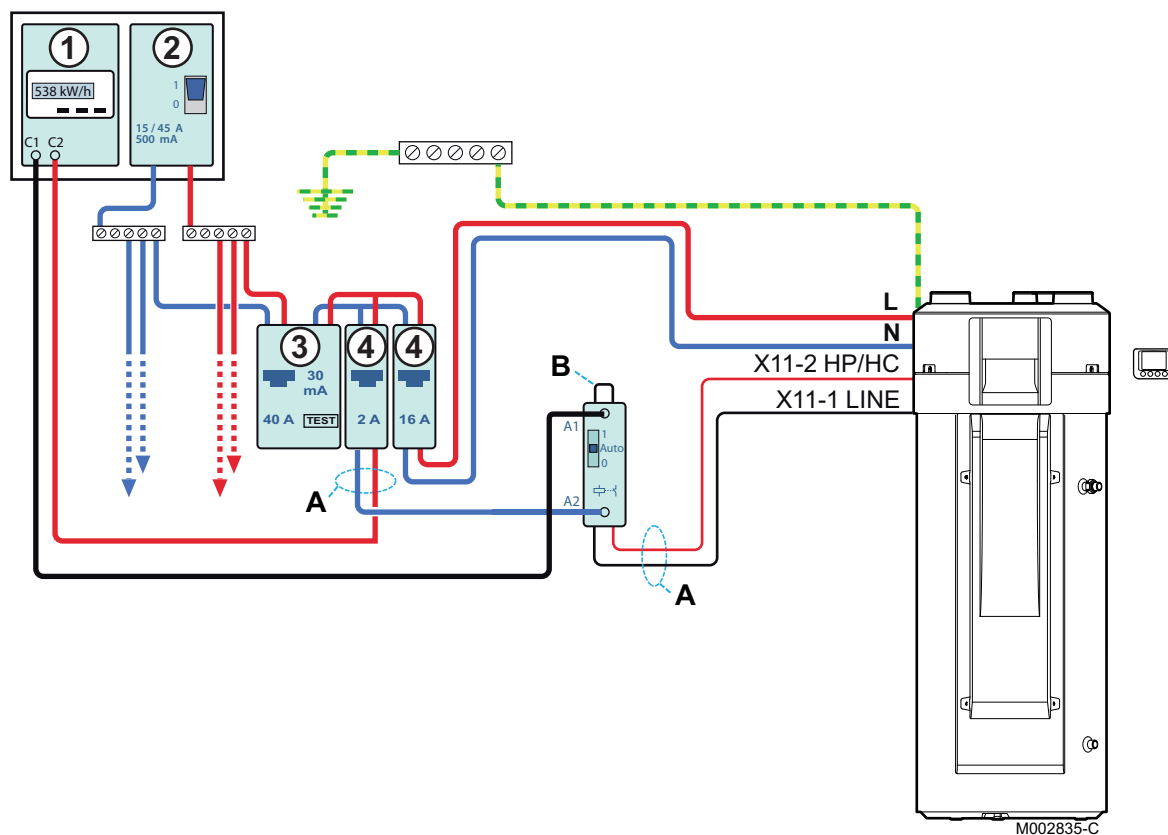 1
2
538 kW/h
1
0
15 / 45 A
500 mA
C1 C2
L
N
X11-2 HP/HC
X11-1 LINE
3
30
mA
40 A
TEST
4
2 A
4
16 A
B
A1
1
Auto
0
A2
A
A
M002835-C